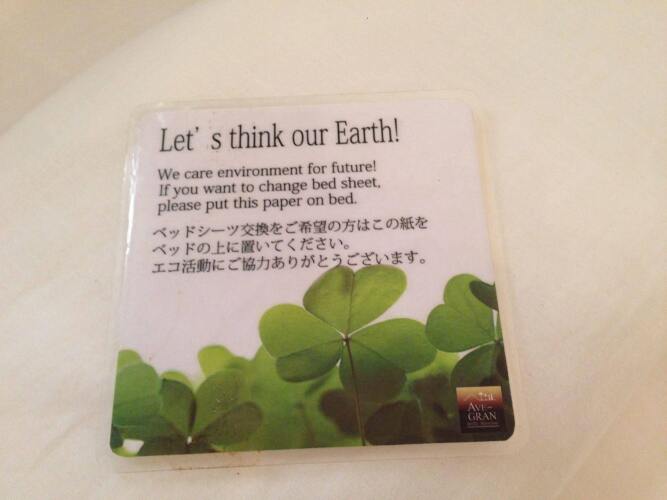 Let's think our Earth!
We care environment for future!
If you want to change bed sheet,
please put this paper on bed.
ベッドシーツ交換をご希望の方はこの紙を
ベッドの上に置いてください。
エコ活動にご協力ありがとうございます。
AVE-
GRAN